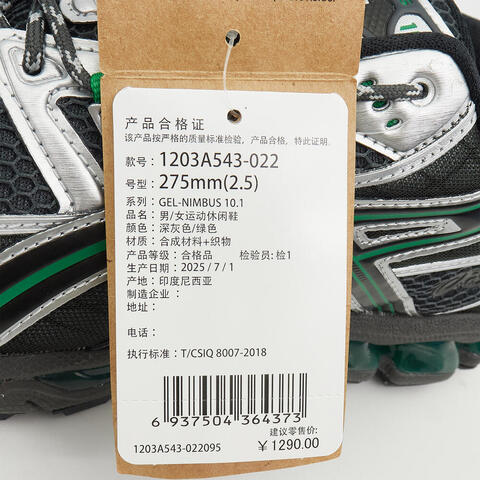 产品合格证
该产品按严格的质量标准检验，产品合格，特此证明。
款号：1203A543-022
号型：275mm(2.5)
系列：GEL-NIMBUS 10.1
品名：男/女运动休闲鞋
颜色：深灰色/绿色
材质：合成材料+织物
产品等级：合格品 检验员：检1
生产日期：2025 / 7 / 1
产地：印度尼西亚
制造企业：
地址：
电话：
执行标准：T/CSIQ 8007-2018
6 937504 364373
建议零售价:
1203A543-022095
￥1290.00